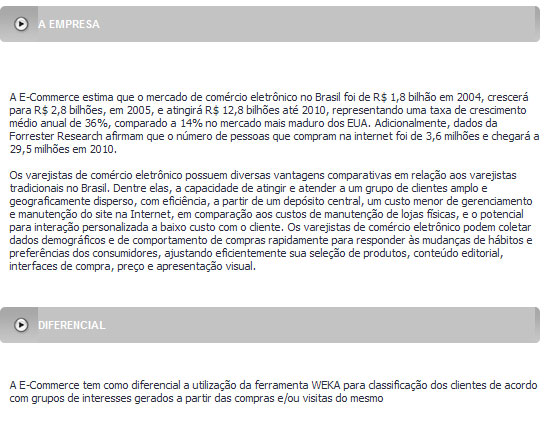 A EMPRESA
A E-Commerce estima que o mercado de comércio eletrônico no Brasil foi de R$ 1,8 bilhão em 2004, crescerá
para R$ 2,8 bilhões, em 2005, e atingirá R$ 12,8 bilhões até 2010, representando uma taxa de crescimento
médio anual de 36%, comparado a 14% no mercado mais maduro dos EUA. Adicionalmente, dados da
Forrester Research afirmam que o número de pessoas que compram na internet foi de 3,6 milhões e chegará a
29,5 milhões em 2010.
Os varejistas de comércio eletrônico possuem diversas vantagens comparativas em relação aos varejistas
tradicionais no Brasil. Dentre elas, a capacidade de atingir e atender a um grupo de clientes amplo e
geograficamente disperso, com eficiência, a partir de um depósito central, um custo menor de gerenciamento
e manutenção do site na Internet, em comparação aos custos de manutenção de lojas físicas, e o potencial
para interação personalizada a baixo custo com o cliente. Os varejistas de comércio eletrônico podem coletar
dados demográficos e de comportamento de compras rapidamente para responder às mudanças de hábitos e
preferências dos consumidores, ajustando eficientemente sua seleção de produtos, conteúdo editorial,
interfaces de compra, preço e apresentação visual.
DIFERENCIAL
A E-Commerce tem como diferencial a utilização da ferramenta WEKA para classificação dos clientes de acordo
com grupos de interesses gerados a partir das compras e/ou visitas do mesmo